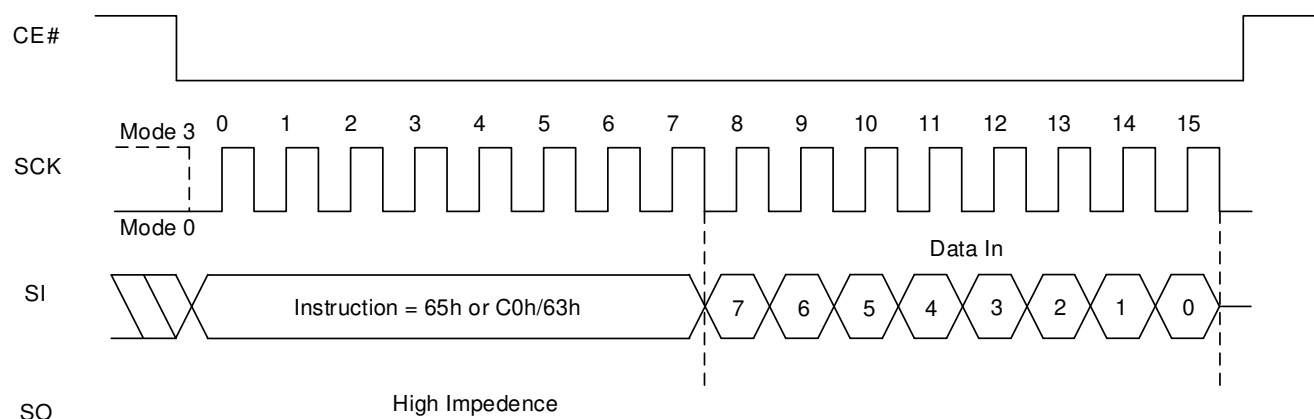 CE#
Mode 3
0 1 2 3 4 5 6 7 8 9 10 11 12 13 14 15
SCK
Mode 0
Data In
SI
Instruction = 65h or C0h/63h
7 6 5 4 3 2 1 0
High Impedence
SO